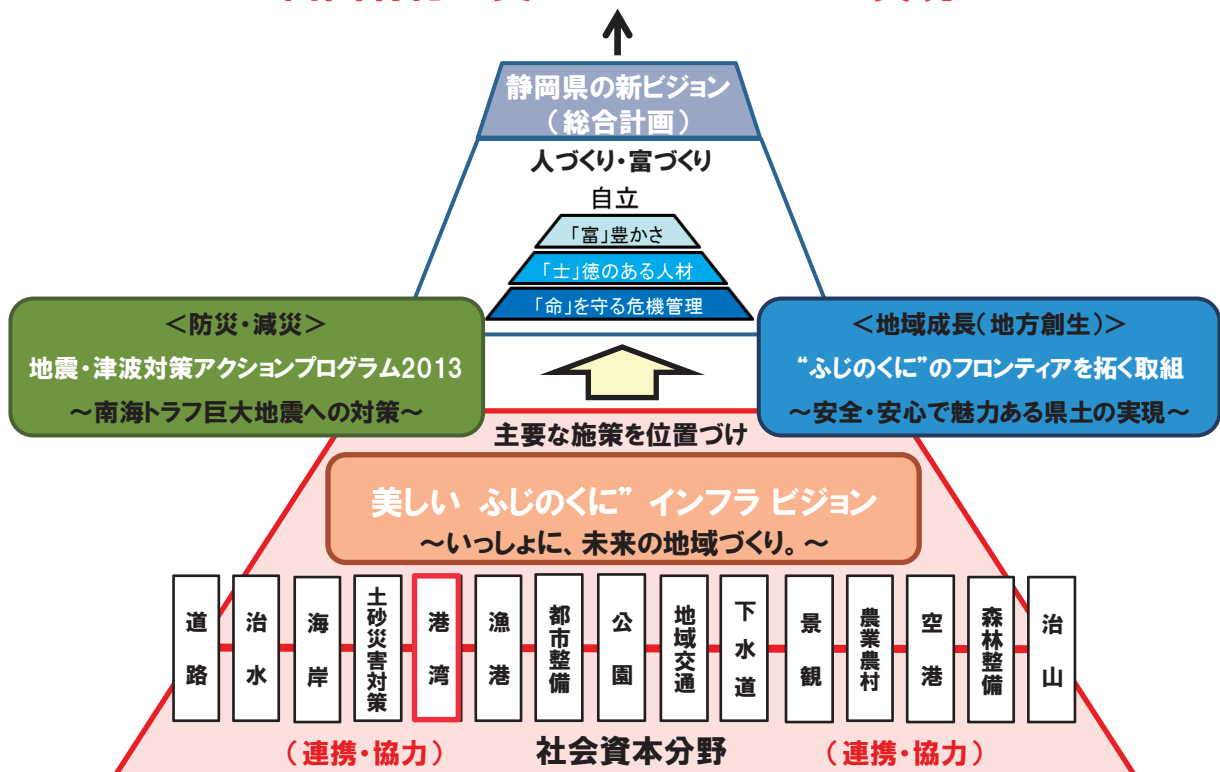 静岡県の新ビジョン
(総合計画)
人づくり・富づくり
自立
「富」豊かさ
「士」徳のある人材
「命」を守る危機管理
＜防災・減災＞
地震・津波対策アクションプログラム2013
～南海トラフ巨大地震への対策～
＜地域成長(地方創生)＞
“ふじのくに”のフロンティアを拓く取組
～安全・安心で魅力ある県土の実現～
主要な施策を位置づけ
美しい ふじのくに” インフラ ビジョン
～いっしょに、未来の地域づくり。～
道路
治水
海岸
土砂災害対策
港湾
漁港
都市整備
公園
地域交通
下水道
景観
農業農村
空港
森林整備
治山
(連携・協力)
社会資本分野
(連携・協力)